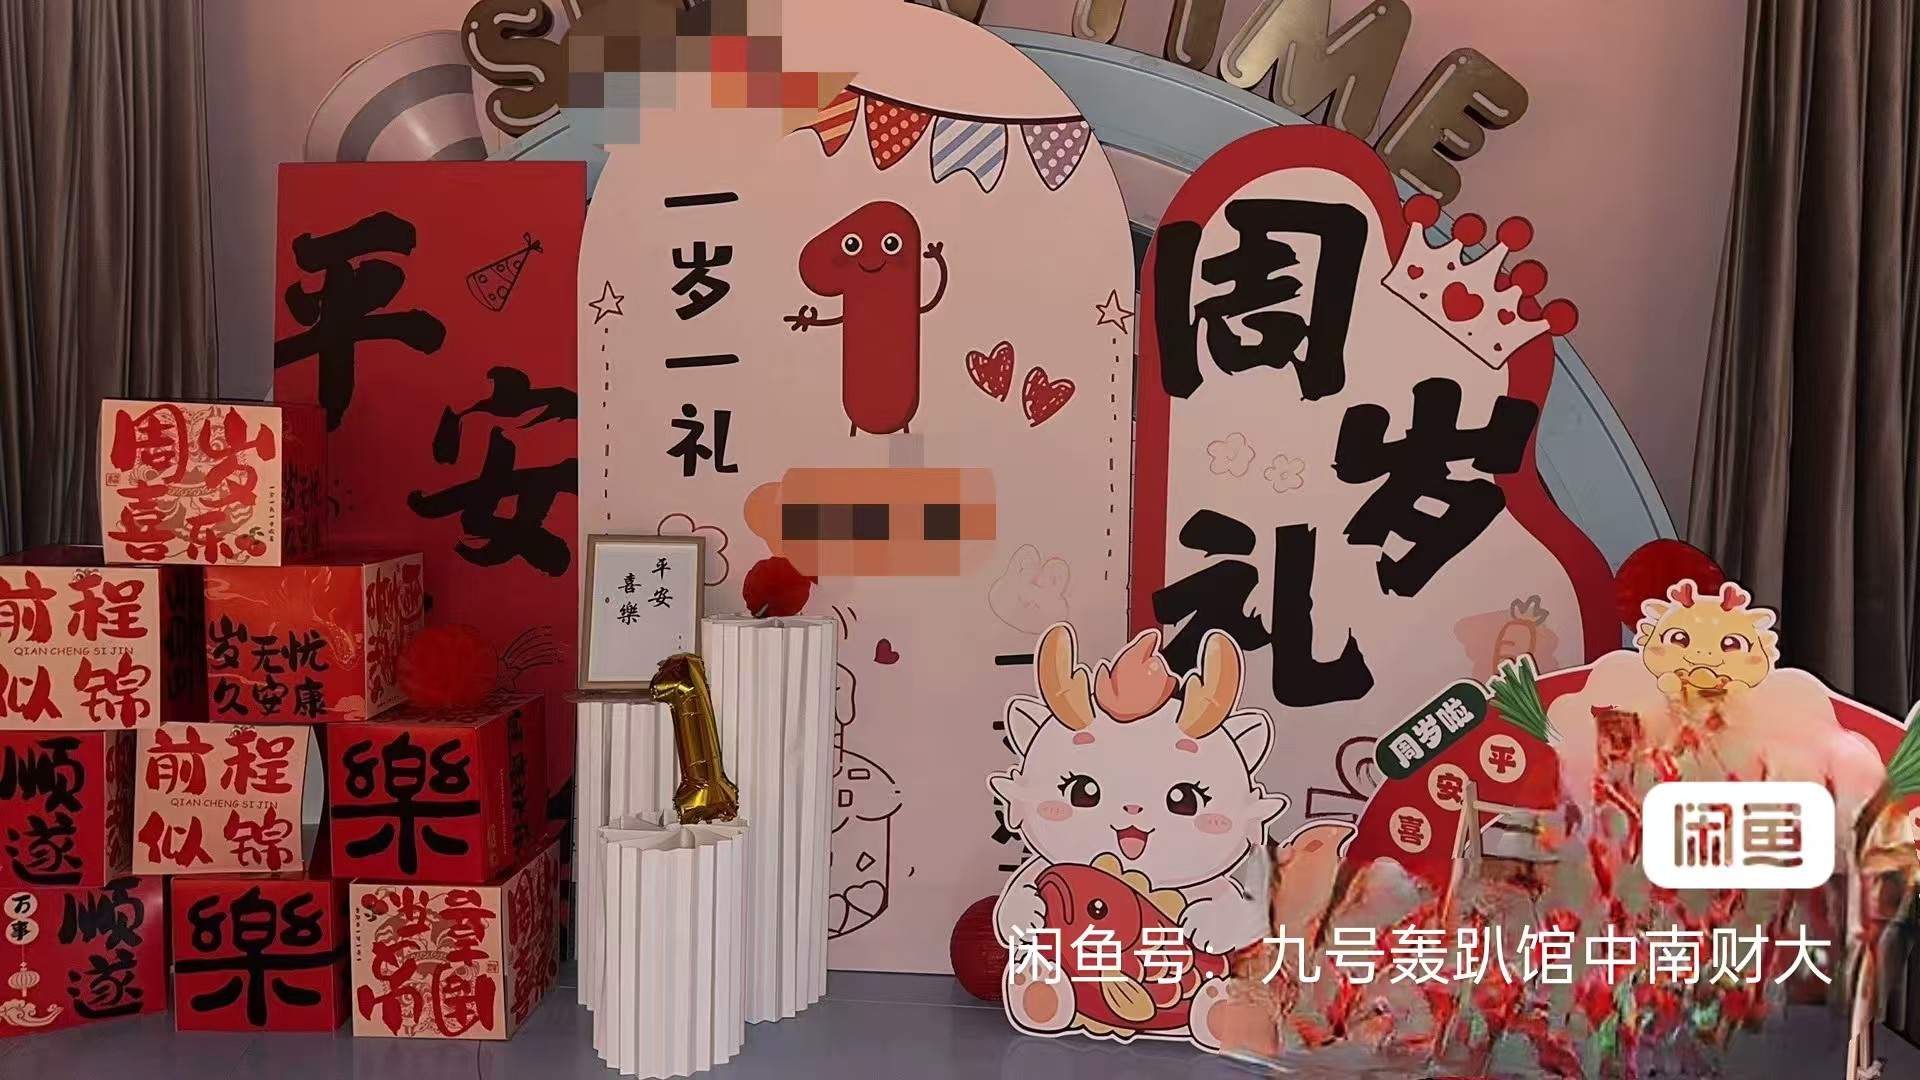 TIME
平安
一岁一礼
周岁礼
周岁
喜乐
平安
喜樂
前程
QIAN CHENG SI JIN
似锦
岁无忧
久安康
顺
遂
前程
QIAN CHENG SI JIN
似锦
樂
万事
顺
遂
樂
周岁啦
平
安
喜
闲鱼
闲鱼号：九号轰趴馆中南财大